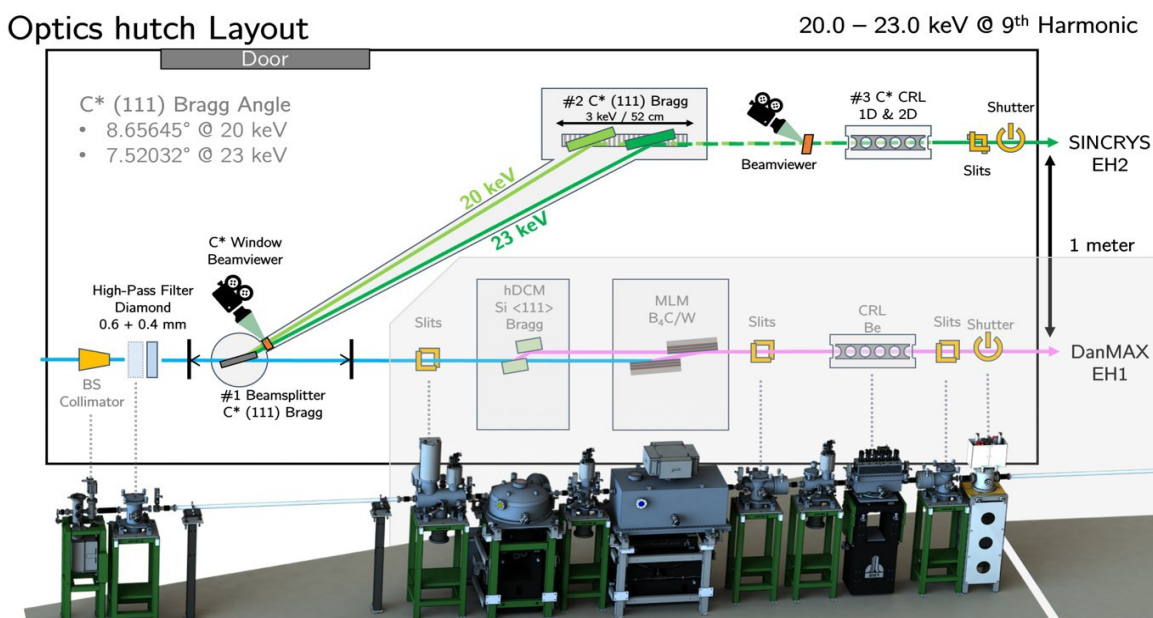 Optics hutch Layout
20.0 – 23.0 keV @ 9th Harmonic
Door
C* (111) Bragg Angle
• 8.65645° @ 20 keV
• 7.52032° @ 23 keV
#2 C* (111) Bragg
3 keV / 52 cm
Beamviewer
#3 C* CRL
1D & 2D
Shutter
Slits
SINCRYS
EH2
20 keV
23 keV
1 meter
C* Window
Beamviewer
High-Pass Filter
Diamond
0.6 + 0.4 mm
BS
Collimator
#1 Beamsplitter
C* (111) Bragg
Slits
hDCM
Si <111>
Bragg
MLM
B₄C/W
Slits
CRL
Be
Slits
Shutter
DanMAX
EH1